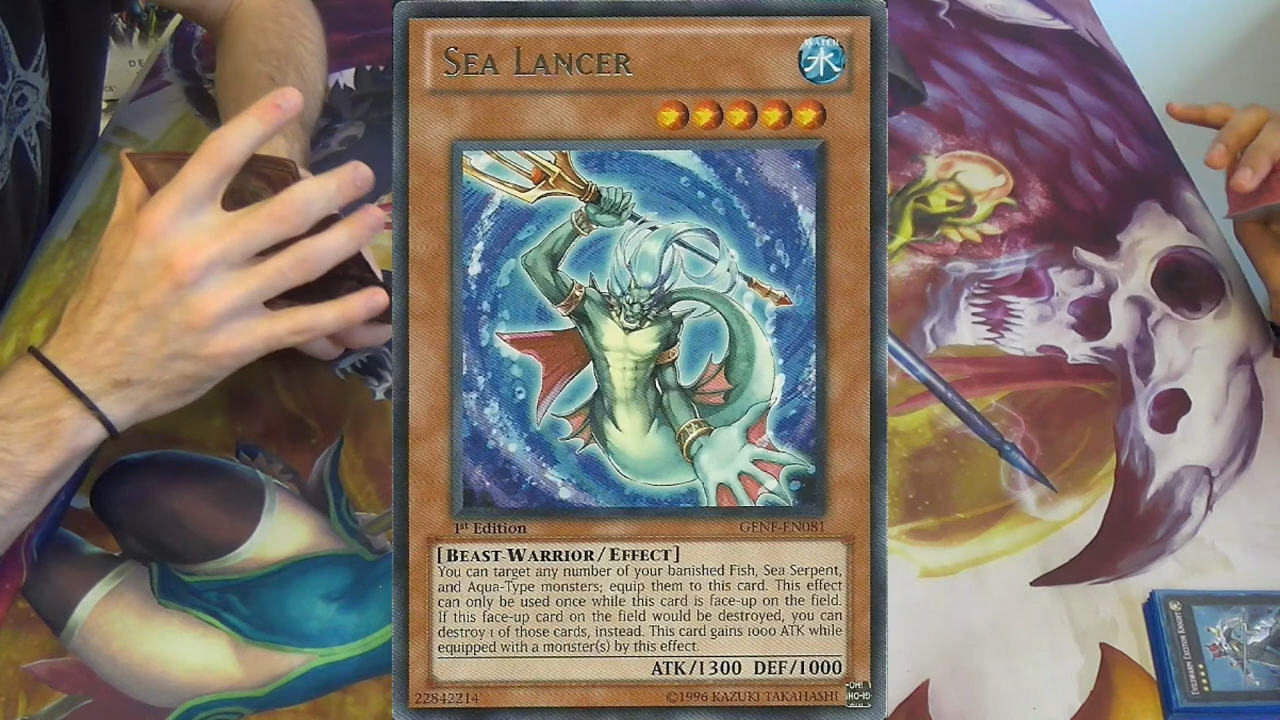 SEA LANCER
WATER
水
1st Edition
GENF-EN081
[BEAST-WARRIOR/EFFECT]
You can target any number of your banished Fish, Sea Serpent,
and Aqua-Type monsters; equip them to this card. This effect
can only be used once while this card is face-up on the field.
If this face-up card on the field would be destroyed, you can
destroy 1 of those cards, instead. This card gains 1000 ATK while
equipped with a monster(s) by this effect.
ATK/1300 DEF/1000
22842214
©1996 KAZUKI TAKAHASHI
EVILSWARM EXCITON KNIGHT